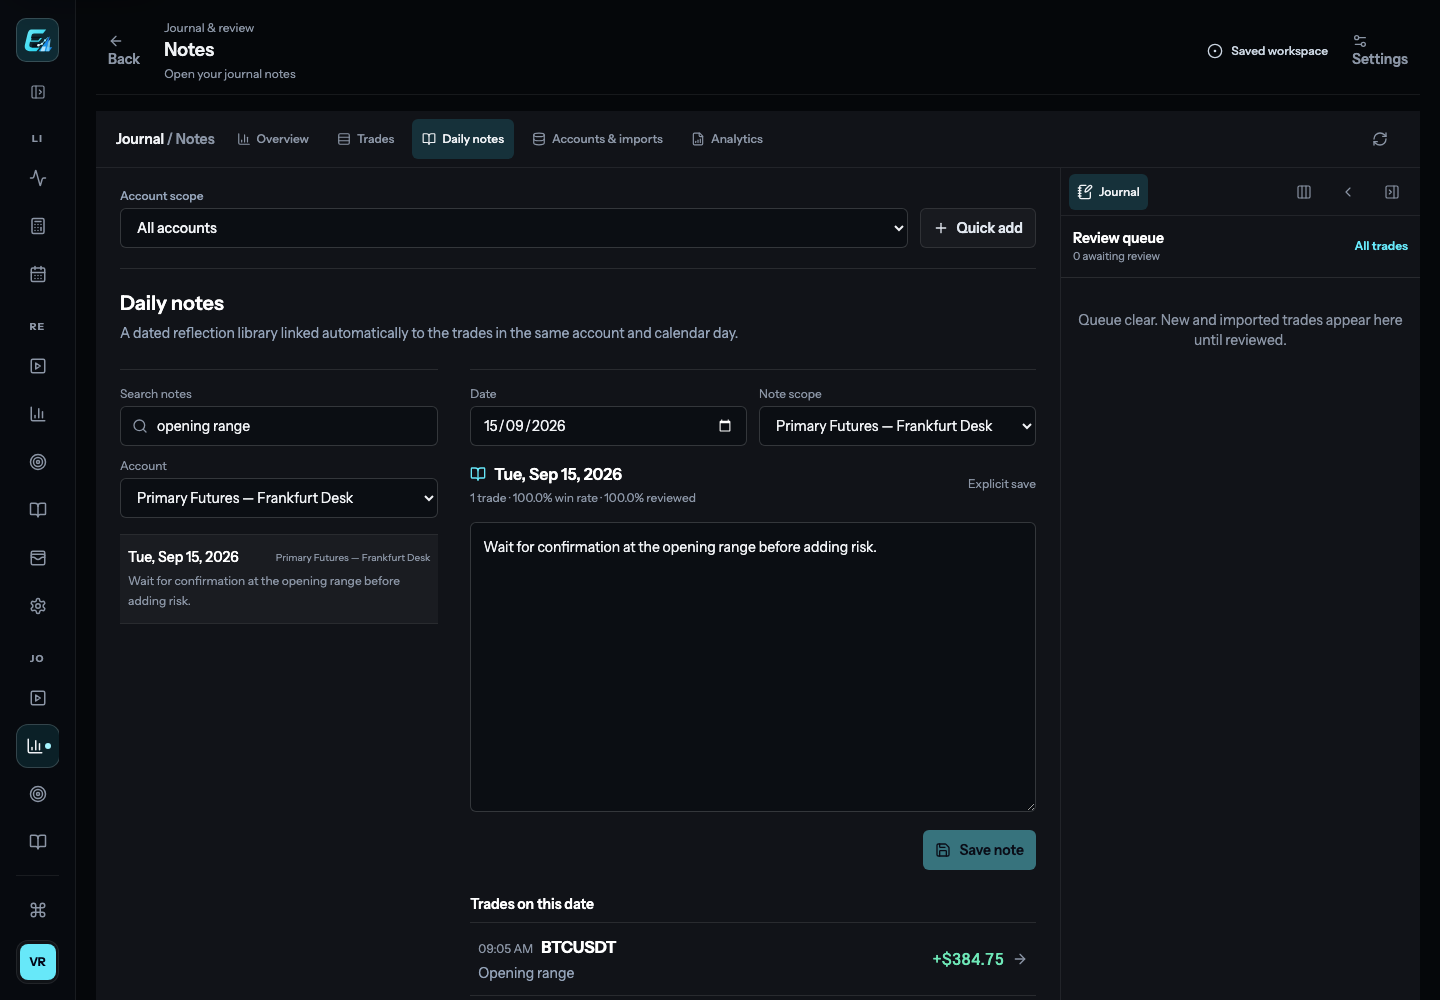 Journal & review
Back
Notes
Open your journal notes
Saved workspace
Settings
LI
RE
JO
VR
Journal / Notes
Overview
Trades
Daily notes
Accounts & imports
Analytics
Account scope
All accounts
Quick add
Daily notes
A dated reflection library linked automatically to the trades in the same account and calendar day.
Search notes
opening range
Account
Primary Futures — Frankfurt Desk
Tue, Sep 15, 2026
Primary Futures — Frankfurt Desk
Wait for confirmation at the opening range before
adding risk.
Date
15/09/2026
Note scope
Primary Futures — Frankfurt Desk
Tue, Sep 15, 2026
1 trade · 100.0% win rate · 100.0% reviewed
Explicit save
Wait for confirmation at the opening range before adding risk.
Save note
Trades on this date
09:05 AM BTCUSDT
Opening range
+$384.75
Journal
Review queue
0 awaiting review
All trades
Queue clear. New and imported trades appear here
until reviewed.